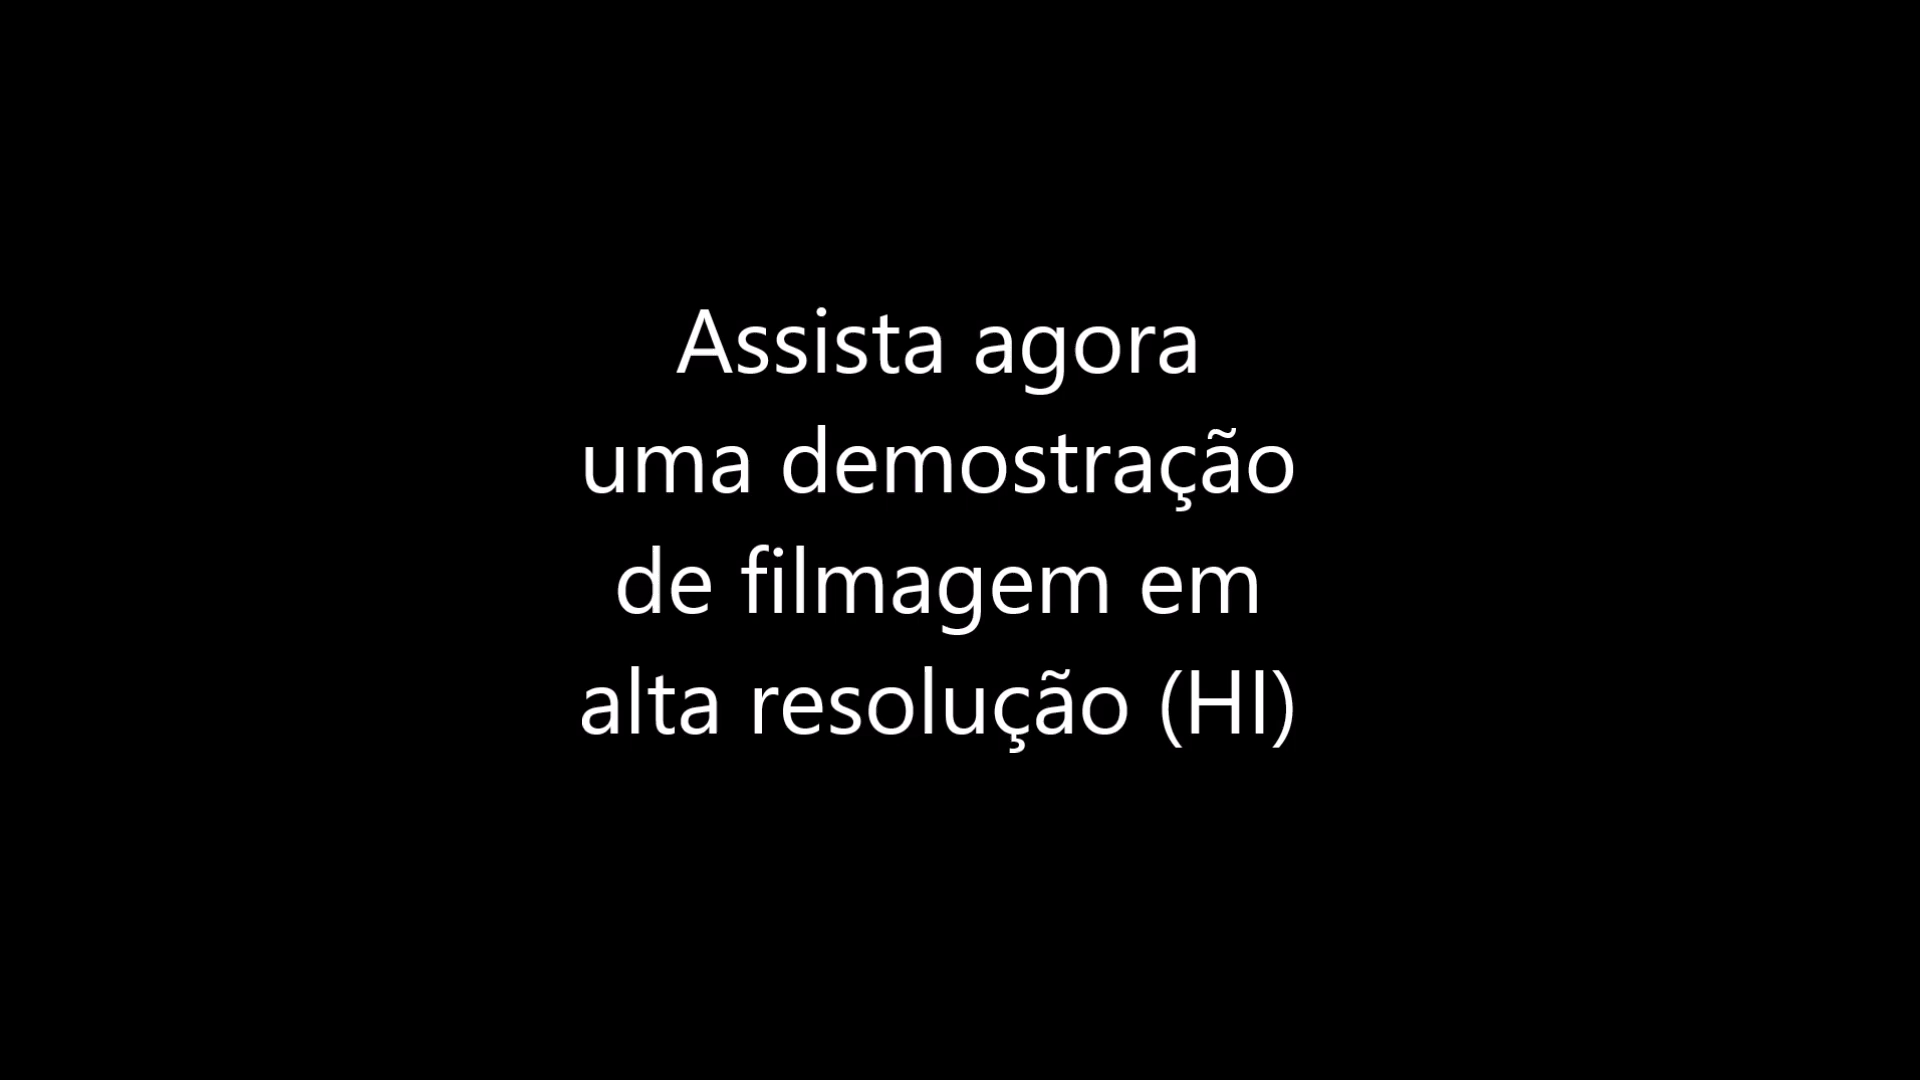 Assista agora
uma demostração
de filmagem em
alta resolução (HI)